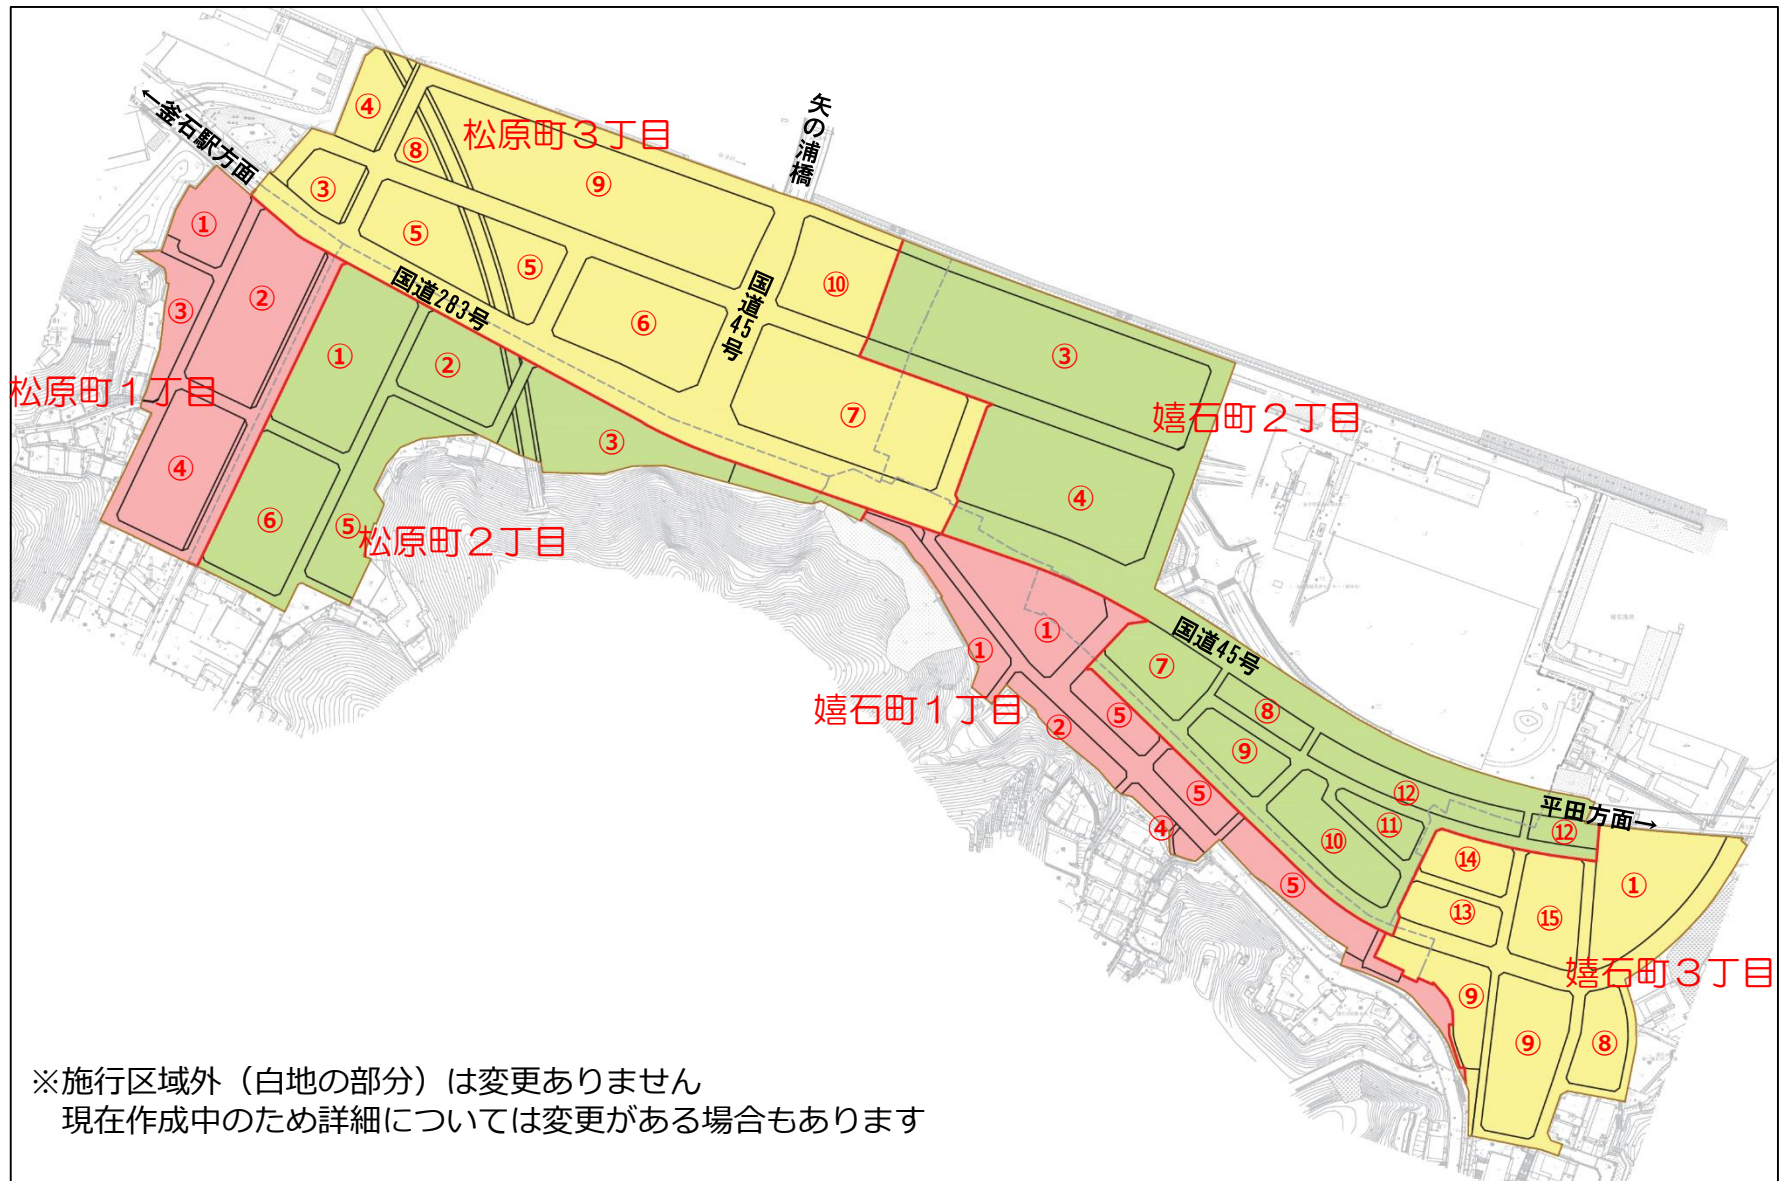 ←釜石駅方面
矢の浦橋
松原町３丁目
④
⑧
⑨
③
⑤
⑤
⑥
⑩
⑦
国道283号
国道45号
松原町１丁目
①
②
③
④
松原町２丁目
①
②
③
⑥
⑤
嬉石町２丁目
③
④
国道45号
⑦
⑧
⑨
⑩
⑪
⑫
⑫
平田方面→
嬉石町１丁目
①
①
②
⑤
⑤
④
⑤
嬉石町３丁目
⑭
⑬
⑮
①
⑨
⑨
⑧
※施行区域外（白地の部分）は変更ありません
現在作成中のため詳細については変更がある場合もあります